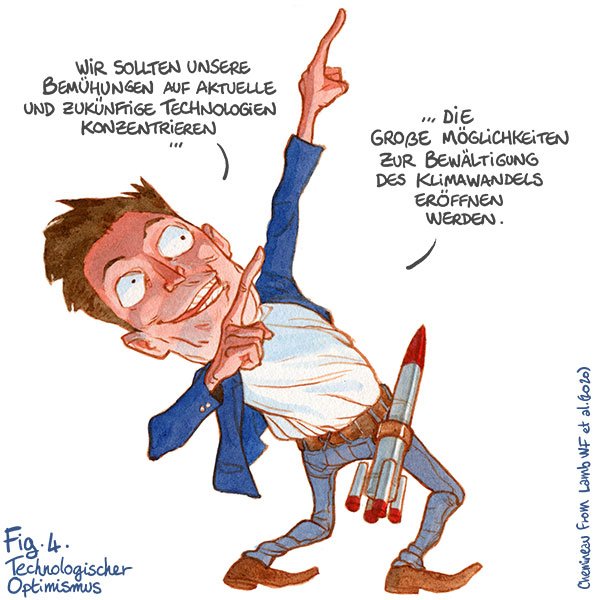 WIR SOLLTEN UNSERE
BEMÜHUNGEN AUF AKTUELLE
UND ZUKÜNFTIGE TECHNOLOGIEN
KONZENTRIEREN
...
... DIE
GROßE MÖGLICHKEITEN
ZUR BEWÄLTIGUNG
DES KLIMAWANDELS
ERÖFFNEN
WERDEN.
Fig. 4.
Technologischer
Optimismus
Chemineau from Lamb WF et al. (2020)